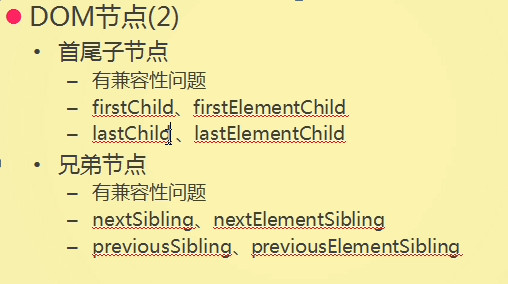 DOM节点(2)
首尾子节点
有兼容性问题
firstChild、firstElementChild
lastChild、lastElementChild
兄弟节点
有兼容性问题
nextSibling、nextElementSibling
previousSibling、previousElementSibling